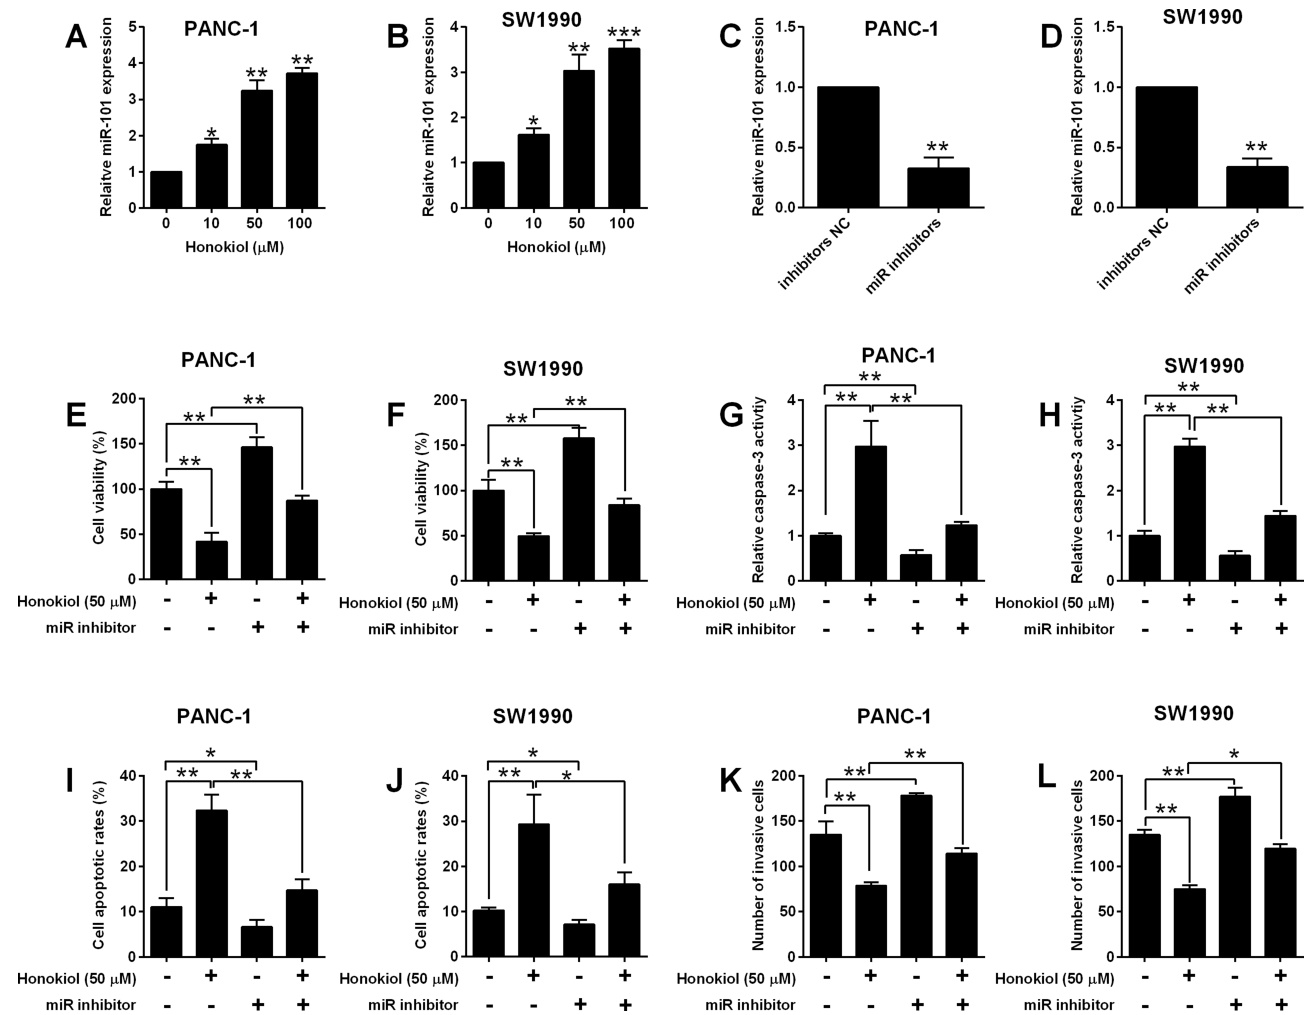 A
PANC-1
Relaitve miR-101 expression
5
4
3
2
1
0
*
**
**
0 10 50 100
Honokiol (μM)
B
SW1990
Relative miR-101 expression
4
3
2
1
0
*
**
***
0 10 50 100
Honokiol (μM)
C
PANC-1
Relative miR-101 expression
1.5
1.0
0.5
0.0
**
inhibitors NC
miR inhibitors
D
SW1990
Relative miR-101 expression
1.5
1.0
0.5
0.0
**
inhibitors NC
miR inhibitors
E
PANC-1
Cell viability (%)
200
150
100
50
0
**
**
**
Honokiol (50 μM) - + - +
miR inhibitor - - + +
F
SW1990
Cell viability (%)
200
150
100
50
0
**
**
**
Honokiol (50 μM) - + - +
miR inhibitor - - + +
G
PANC-1
Relative caspase-3 activtiy
4
3
2
1
0
**
**
**
Honokiol (50 μM) - + - +
miR inhibitor - - + +
H
SW1990
Relative caspase-3 activtiy
4
3
2
1
0
**
**
**
Honokiol (50 μM) - + - +
miR inhibitor - - + +
I
PANC-1
Cell apoptotic rates (%)
40
30
20
10
0
*
**
**
Honokiol (50 μM) - + - +
miR inhibitor - - + +
J
SW1990
Cell apoptotic rates (%)
40
30
20
10
0
*
**
*
Honokiol (50 μM) - + - +
miR inhibitor - - + +
K
PANC-1
Number of invasive cells
200
150
100
50
0
**
**
**
Honokiol (50 μM) - + - +
miR inhibitor - - + +
L
SW1990
Number of invasive cells
200
150
100
50
0
*
**
**
Honokiol (50 μM) - + - +
miR inhibitor - - + +